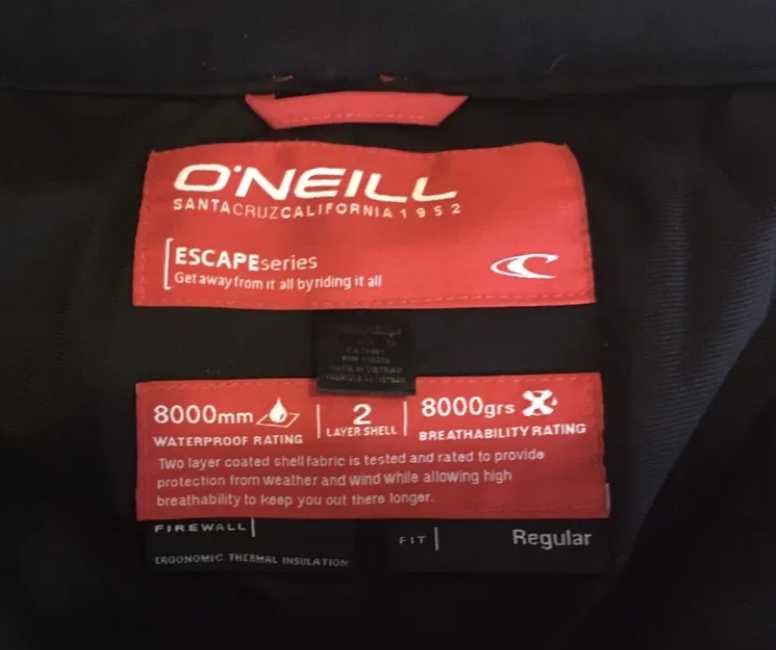 O'NEILL
SANTACRUZCALIFORNIA1952
ESCAPEseries
Get away from it all by riding it all
8000mm
WATERPROOF RATING
2
LAYER SHELL
8000grs
BREATHABILITY RATING
Two layer coated shell fabric is tested and rated to provide
protection from weather and wind while allowing high
breathability to keep you out there longer.
FIREWALL
ERGONOMIC THERMAL INSULATION
FIT
Regular